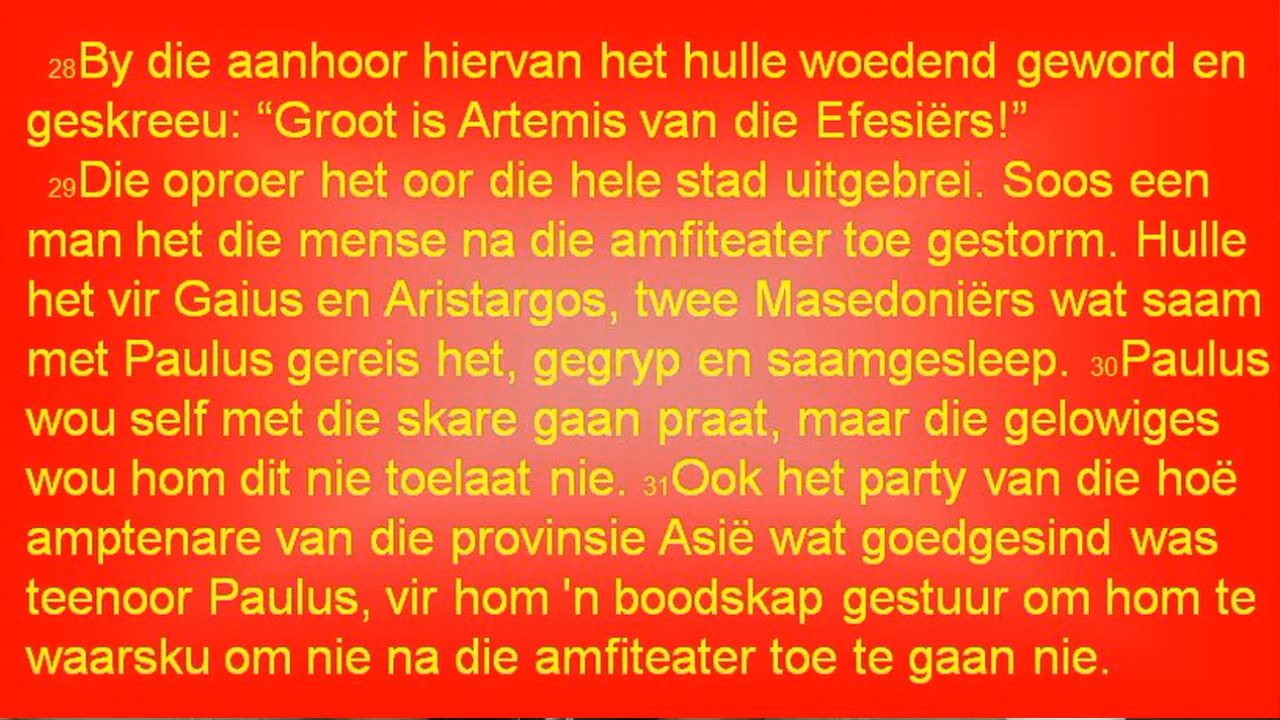 28By die aanhoor hiervan het hulle woedend geword en
geskreeu: “Groot is Artemis van die Efesiërs!”
29Die oproer het oor die hele stad uitgebrei. Soos een
man het die mense na die amfiteater toe gestorm. Hulle
het vir Gaius en Aristargos, twee Masedoniërs wat saam
met Paulus gereis het, gegryp en saamgesleep. 30Paulus
wou self met die skare gaan praat, maar die gelowiges
wou hom dit nie toelaat nie. 31Ook het party van die hoë
amptenare van die provinsie Asië wat goedgesind was
teenoor Paulus, vir hom 'n boodskap gestuur om hom te
waarsku om nie na die amfiteater toe te gaan nie.